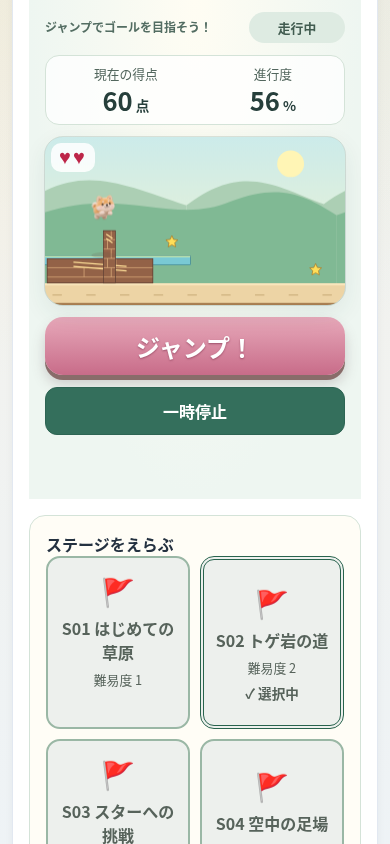 ジャンプでゴールを目指そう！
走行中
現在の得点
進行度
60 点
56 %
ジャンプ！
一時停止
ステージをえらぶ
S01 はじめての
草原
難易度 1
S02 トゲ岩の道
難易度 2
✓ 選択中
S03 スターへの
挑戦
S04 空中の足場